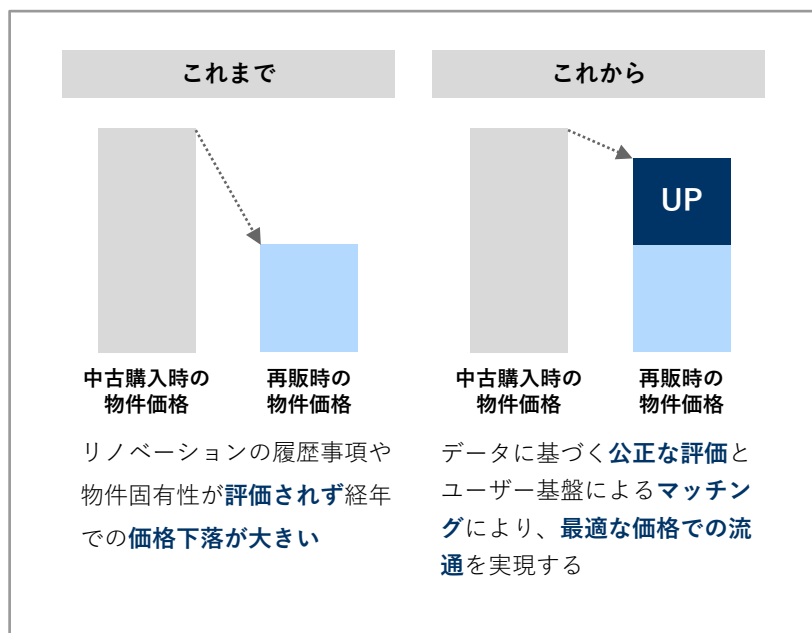 これまで
中古購入時の
物件価格
再販時の
物件価格
リノベーションの履歴事項や
物件固有性が評価されず経年
での価格下落が大きい
これから
UP
中古購入時の
物件価格
再販時の
物件価格
データに基づく公正な評価と
ユーザー基盤によるマッチン
グにより、最適な価格での流
通を実現する